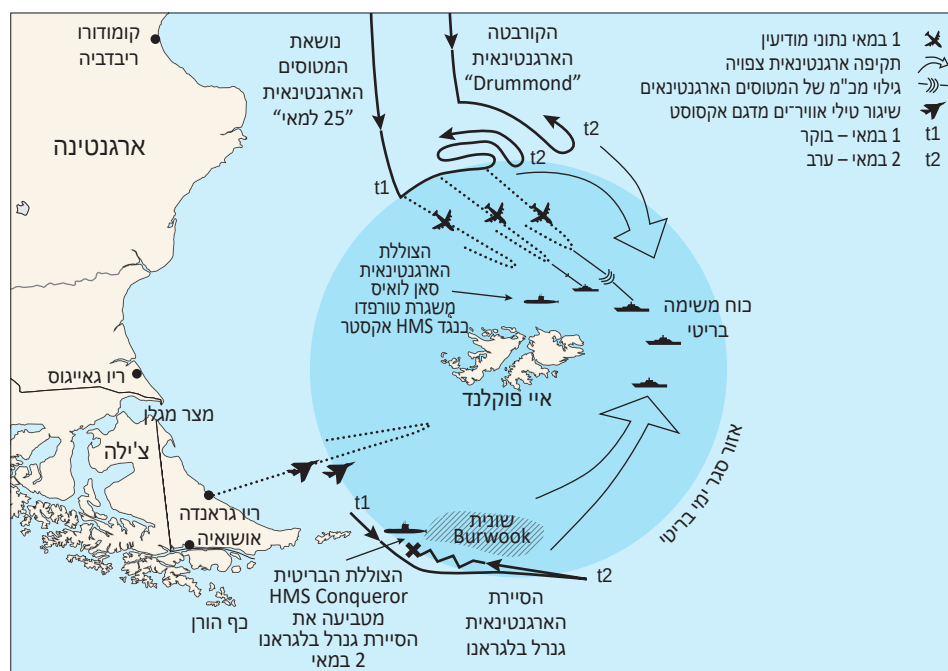 1 במאי נתוני מודיעין
תקיפה ארגנטינאית צפויה
גילוי מכ"מ של המטוסים הארגנטינאים
שיגור טילי אוויר־ים מדגם אקסוסט
t1 1 במאי – בוקר
t2 2 במאי – ערב
הקורבטה
הארגנטינאית
"Drummond"
נושאת
המטוסים
הארגנטינאית
"25 למאי"
קומודורו
ריבדביה
ארגנטינה
t2
t2
t1
הצוללת
הארגנטינאית
סאן לואיס
משגרת טורפדו
כנגד HMS אקסטר
כוח משימה
בריטי
איי פוקלנד
ריו גאייגוס
מצר מגלן
צ'ילה
ריו גראנדה
אושואיה
אזור סגר ימי בריטי
t1
שונית
Burwook
t2
הצוללת הבריטית
HMS Conqueror
מטביעה את
הסיירת גנרל בלגראנו
2 במאי
הסיירת
הארגנטינאית
גנרל בלגראנו
כף הורן